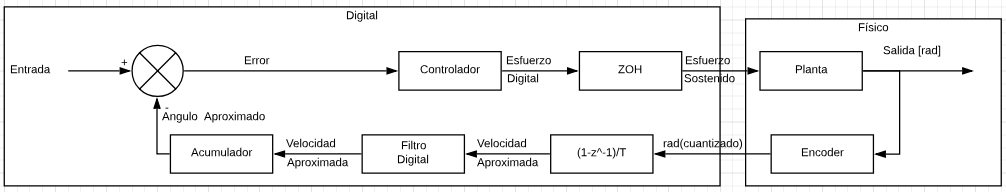 Digital
Físico
Entrada
+
Error
Controlador
Esfuerzo
Digital
ZOH
Esfuerzo
Sostenido
Planta
Salida [rad]
-
Angulo Aproximado
Acumulador
Velocidad
Aproximada
Filtro
Digital
Velocidad
Aproximada
(1-z^-1)/T
rad(cuantizado)
Encoder